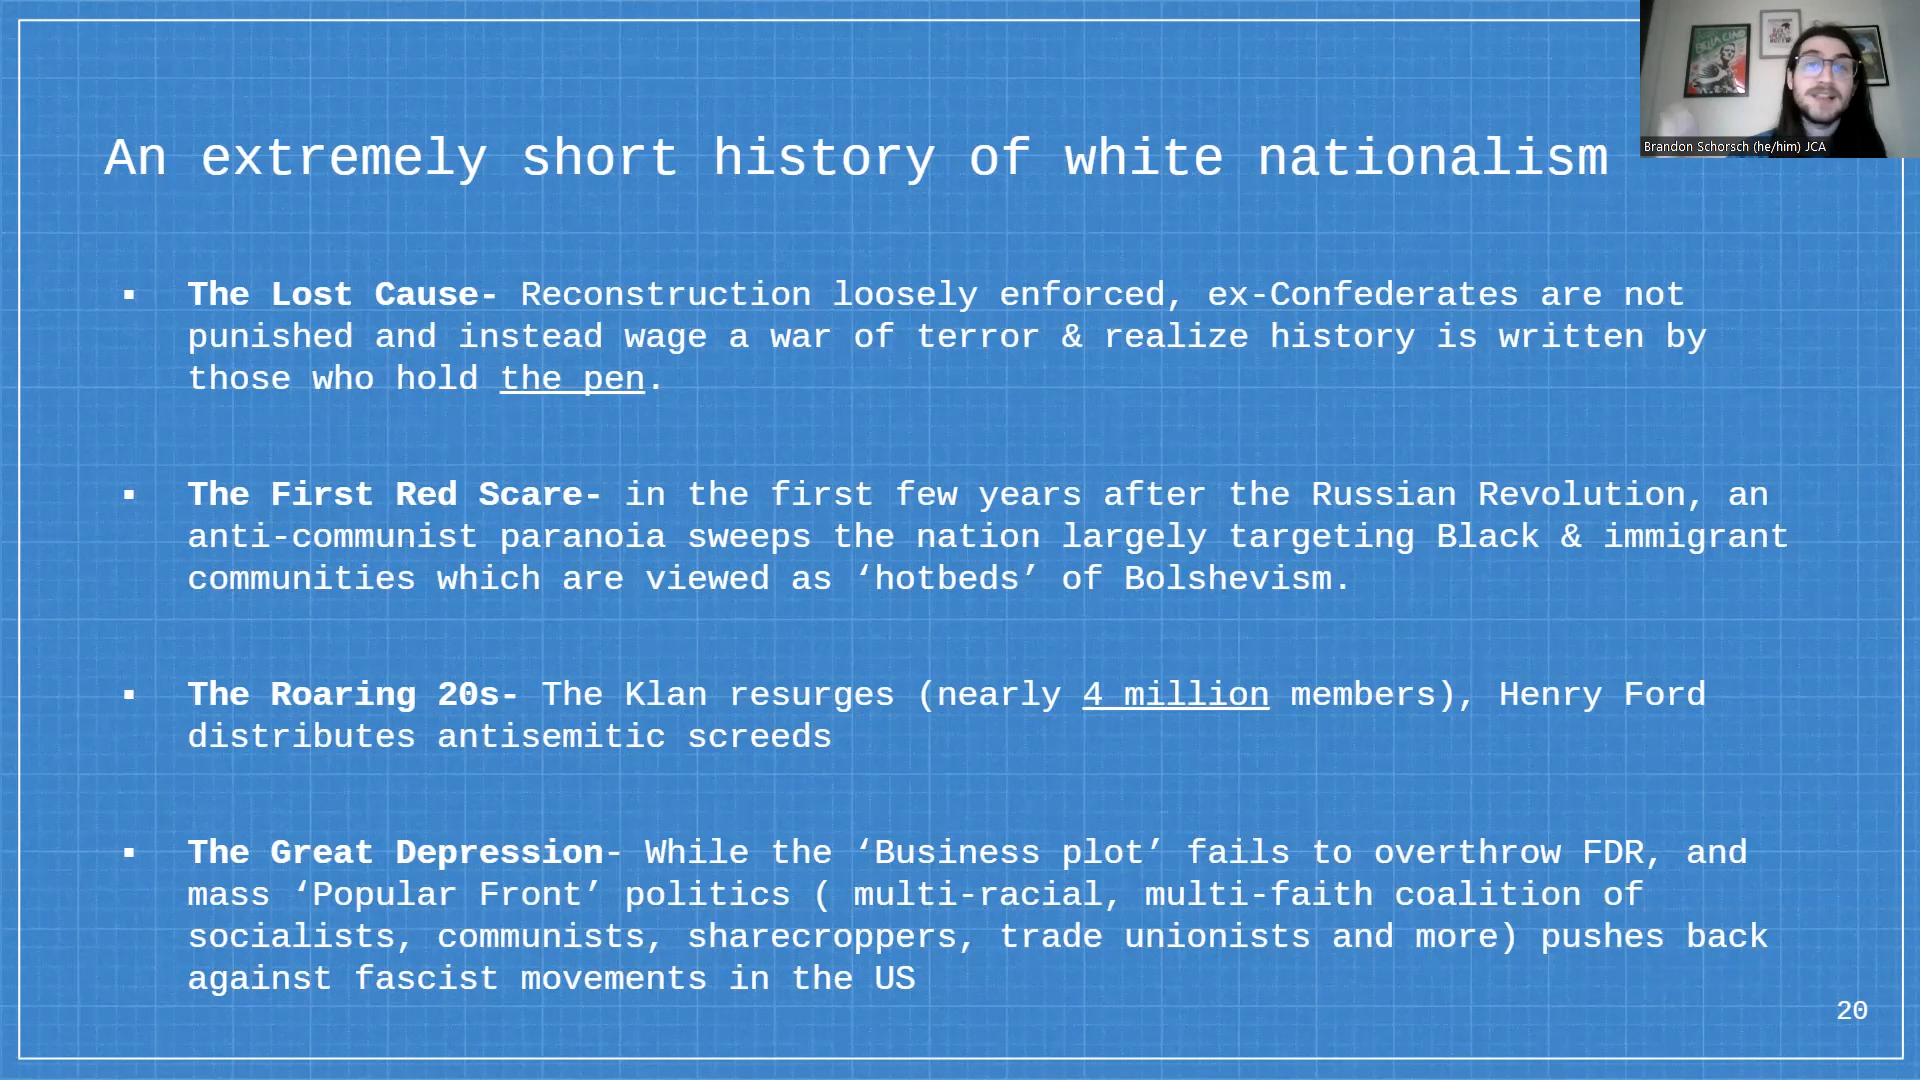 An extremely short history of white nationalism
BELLA CIAO
Brandon Schorsch (he/him) JCA
▪ The Lost Cause- Reconstruction loosely enforced, ex-Confederates are not
punished and instead wage a war of terror & realize history is written by
those who hold the pen.
▪ The First Red Scare- in the first few years after the Russian Revolution, an
anti-communist paranoia sweeps the nation largely targeting Black & immigrant
communities which are viewed as ‘hotbeds’ of Bolshevism.
▪ The Roaring 20s- The Klan resurges (nearly 4 million members), Henry Ford
distributes antisemitic screeds
▪ The Great Depression- While the ‘Business plot’ fails to overthrow FDR, and
mass ‘Popular Front’ politics ( multi-racial, multi-faith coalition of
socialists, communists, sharecroppers, trade unionists and more) pushes back
against fascist movements in the US
20